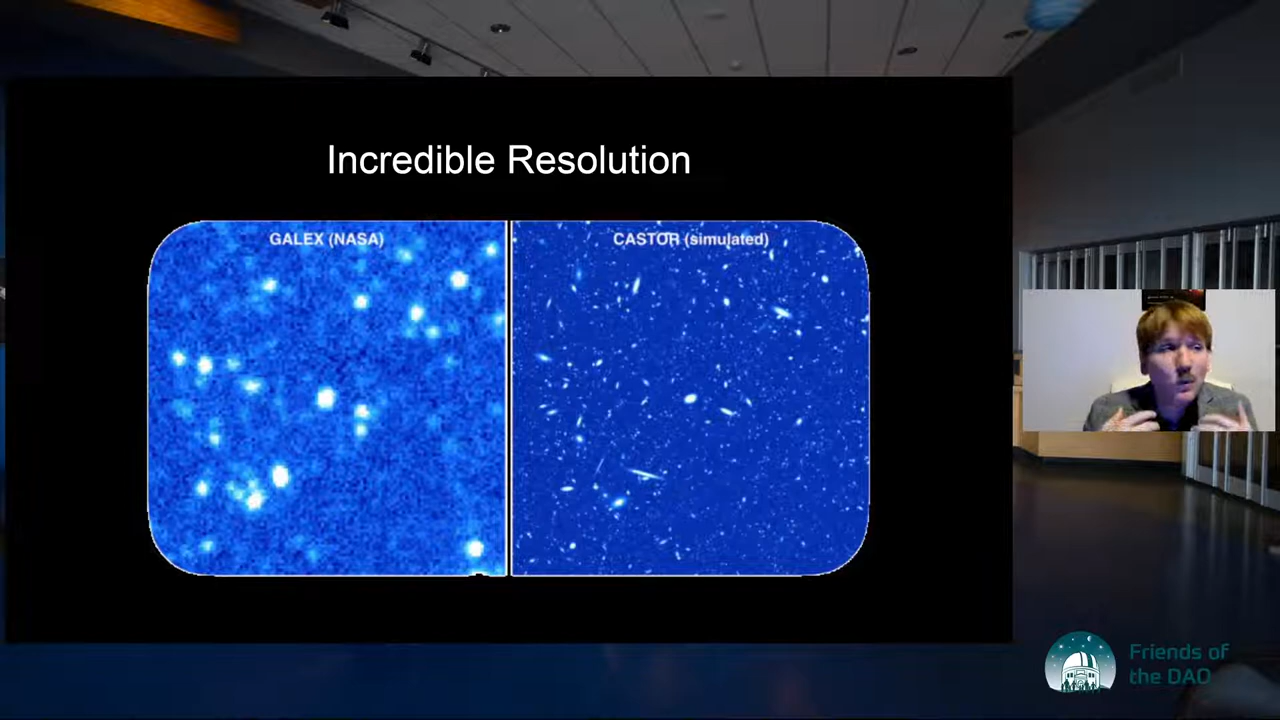 Incredible Resolution
GALEX (NASA)
CASTOR (simulated)
Friends of
the DAO